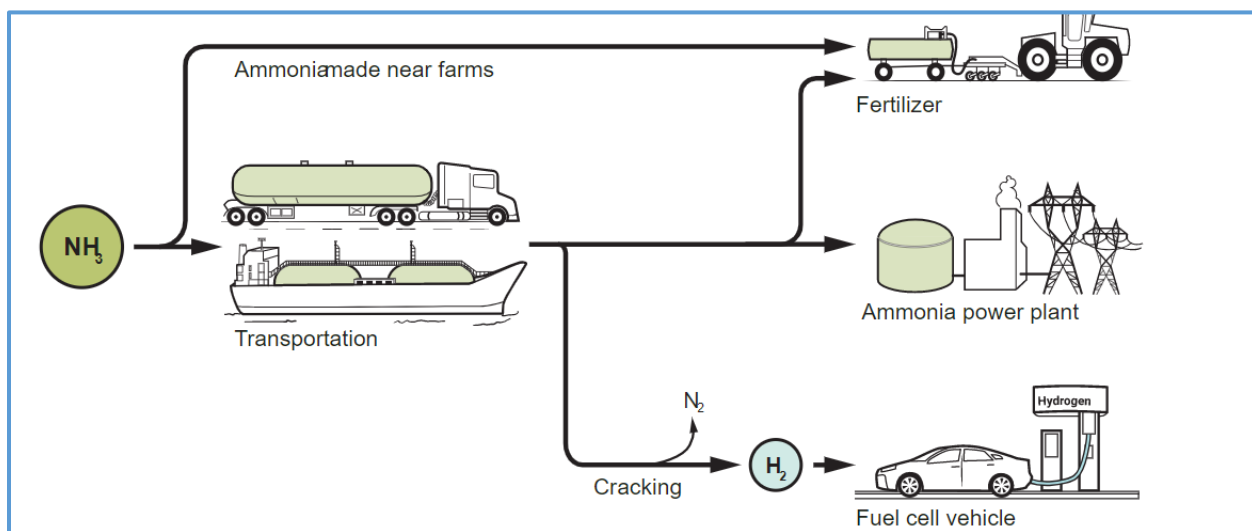 Ammoniamade near farms
Fertilizer
NH₃
Transportation
Ammonia power plant
N₂
Hydrogen
Cracking
H₂
Fuel cell vehicle